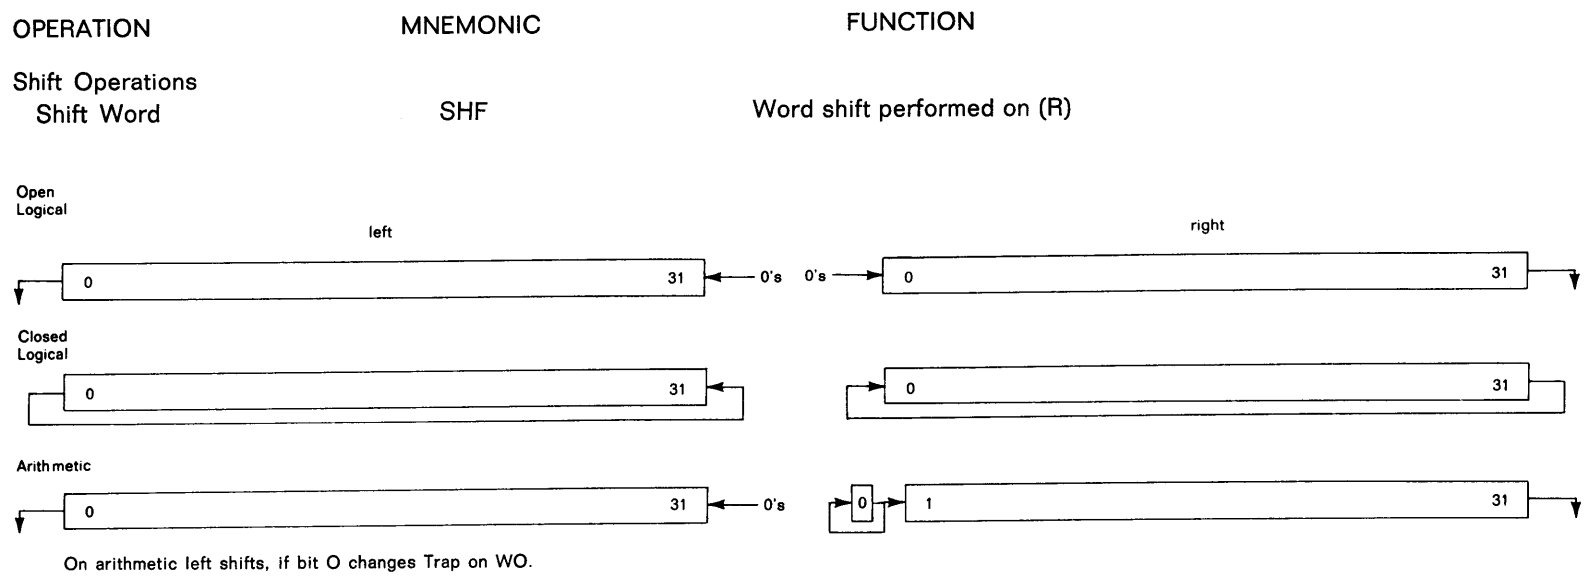 OPERATION MNEMONIC FUNCTION
Shift Operations
Shift Word SHF Word shift performed on (R)
Open
Logical
left right
0 31 0's 0's 0 31
Closed
Logical
0 31 0 31
Arithmetic
0 31 0's 0 1 31
On arithmetic left shifts, if bit O changes Trap on WO.